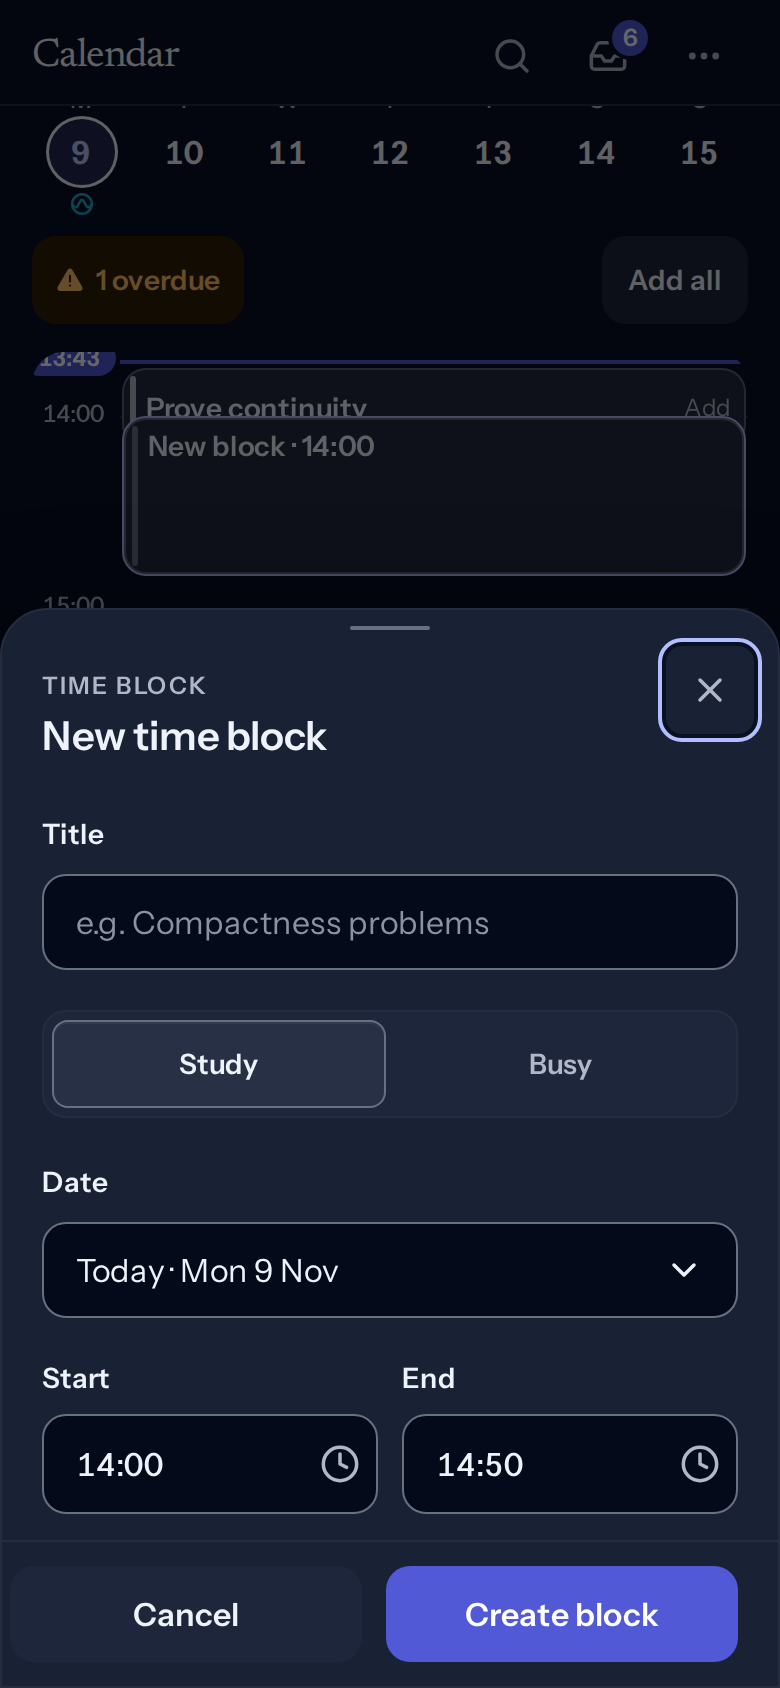 Calendar
6
9 10 11 12 13 14 15
1 overdue
Add all
13:43
14:00
Prove continuity
Add
New block · 14:00
15:00
TIME BLOCK
New time block
Title
e.g. Compactness problems
Study
Busy
Date
Today · Mon 9 Nov
Start
End
14:00
14:50
Cancel
Create block